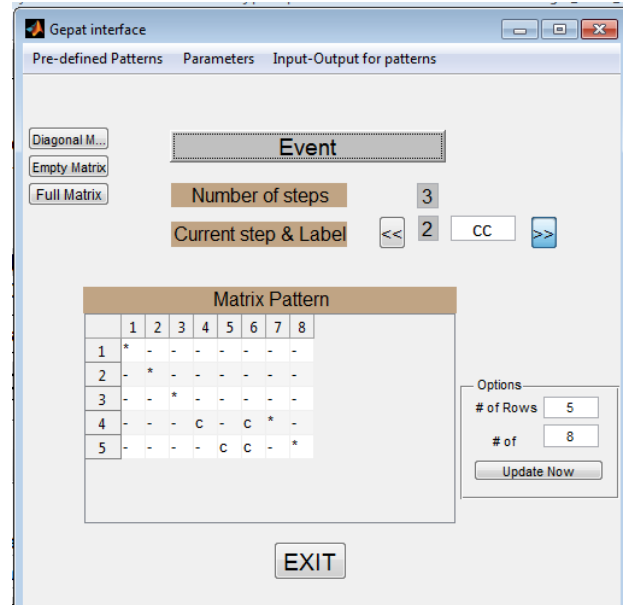 Gepat interface
Pre-defined Patterns Parameters Input-Output for patterns
Diagonal M...
Event
Empty Matrix
Full Matrix
Number of steps 3
Current step & Label << 2 cc >>
Matrix Pattern
1 2 3 4 5 6 7 8
1 * - - - - - - -
2 - * - - - - - -
3 - - * - - - - -
4 - - - c - c * -
5 - - - - c c - *
Options
# of Rows 5
# of 8
Update Now
EXIT